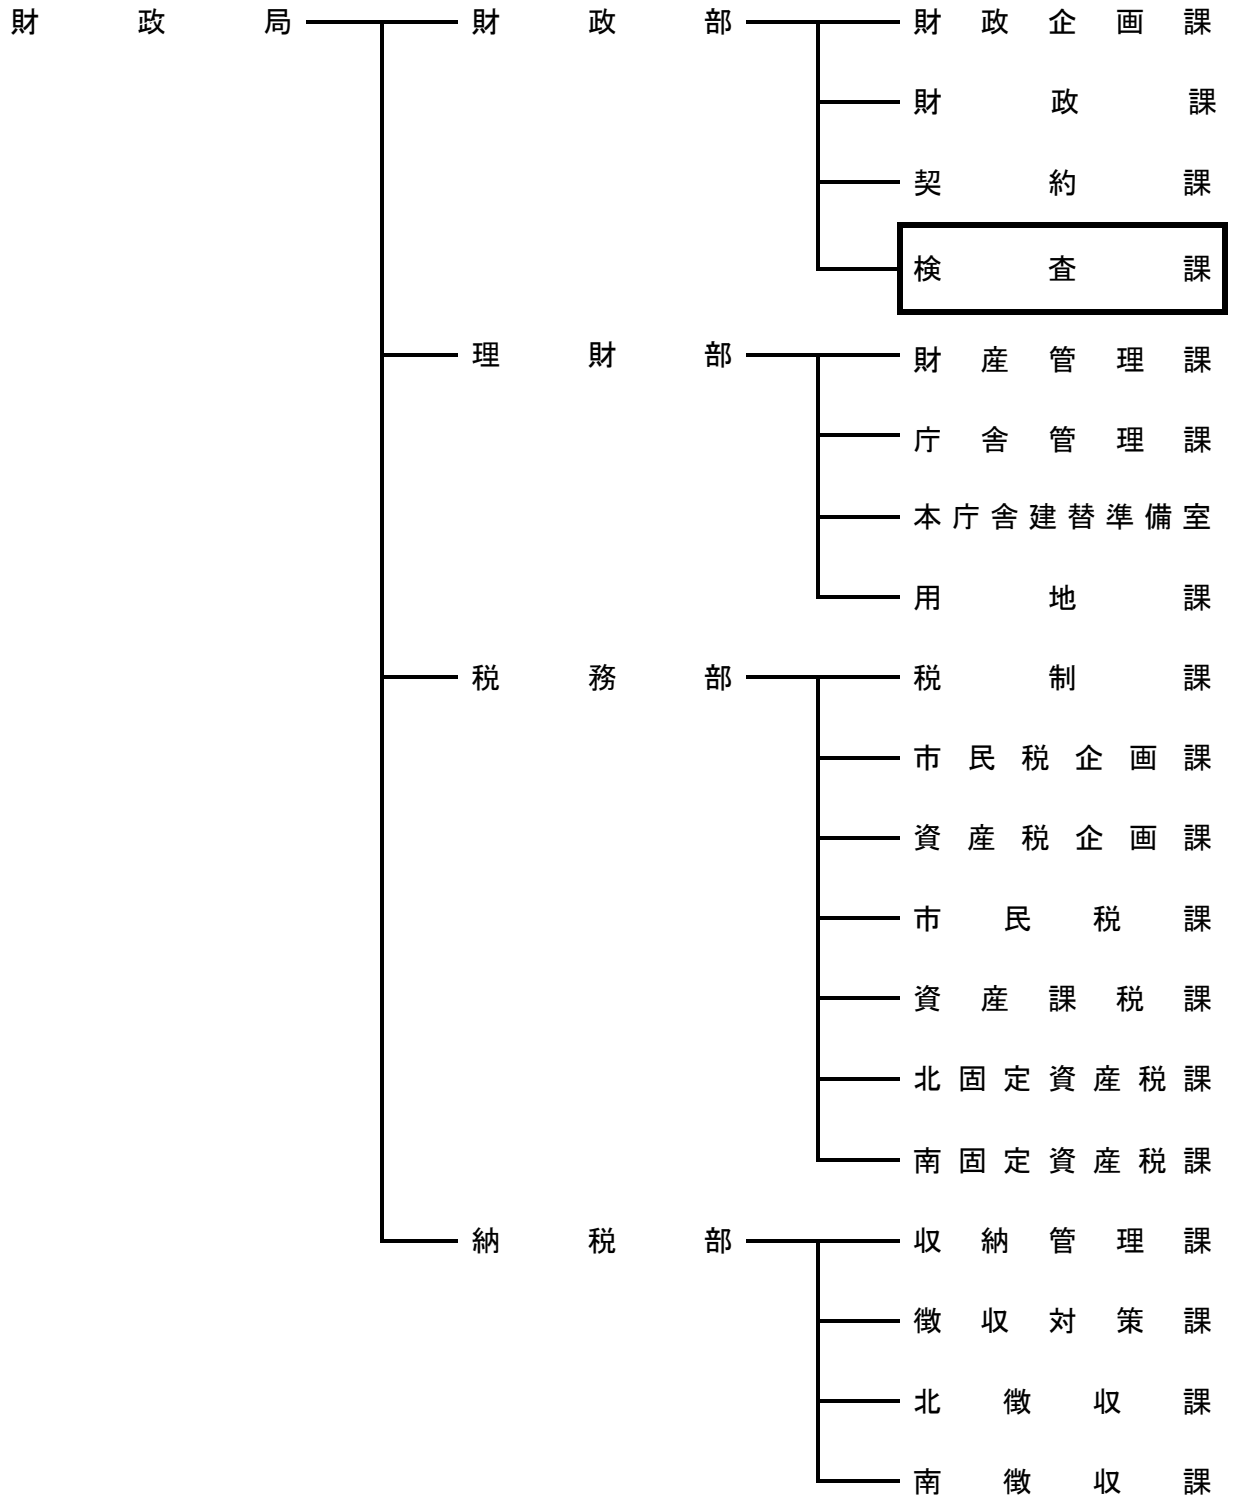 財政局
財政部
財政企画課
財政課
契約課
検査課
理財部
財産管理課
庁舎管理課
本庁舎建替準備室
用地課
税務部
税制課
市民税企画課
資産税企画課
市民税課
資産課税課
北固定資産税課
南固定資産税課
納税部
収納管理課
徴収対策課
北徴収課
南徴収課